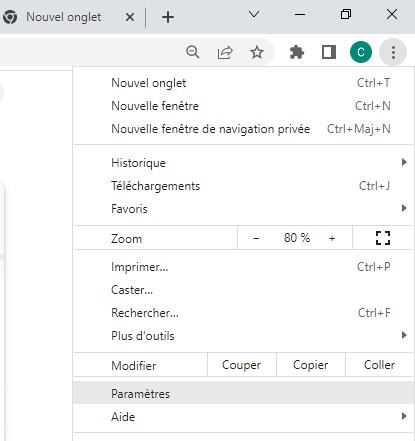 Nouvel onglet
C
Nouvel onglet Ctrl+T
Nouvelle fenêtre Ctrl+N
Nouvelle fenêtre de navigation privée Ctrl+Maj+N
Historique
Téléchargements Ctrl+J
Favoris
Zoom − 80 % +
Imprimer... Ctrl+P
Caster...
Rechercher... Ctrl+F
Plus d'outils
Modifier Couper Copier Coller
Paramètres
Aide